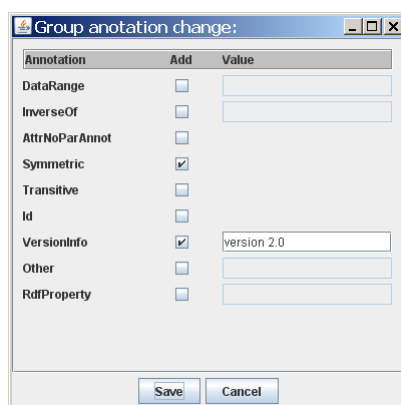 Group anotation change:
Annotation Add Value
DataRange
InverseOf
AttrNoParAnnot
Symmetric
Transitive
Id
VersionInfo version 2.0
Other
RdfProperty
Save Cancel